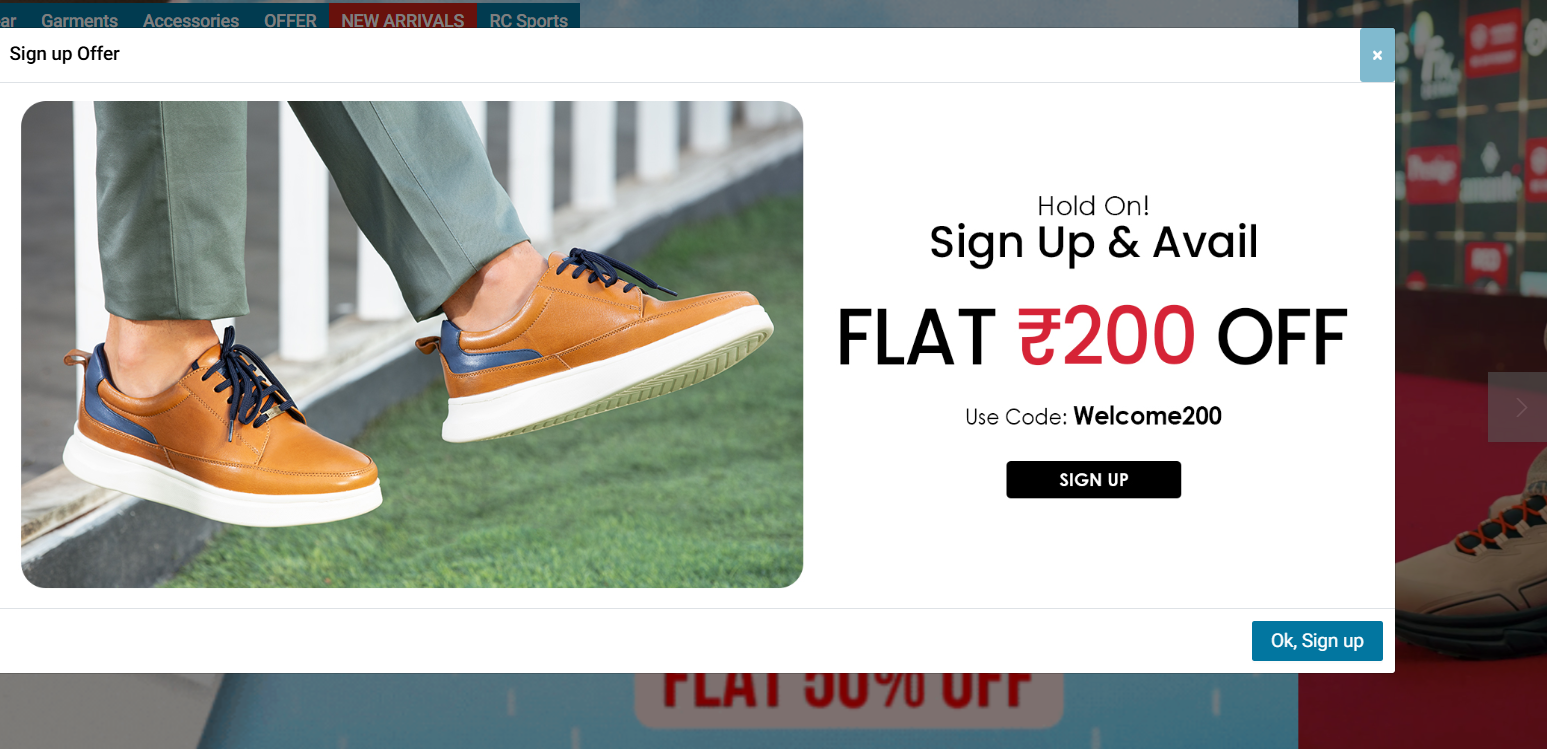 ar Garments Accessories OFFER NEW ARRIVALS RC Sports
Sign up Offer
×
Hold On!
Sign Up & Avail
FLAT ₹200 OFF
Use Code: Welcome200
SIGN UP
Ok, Sign up
FLAT 50% OFF